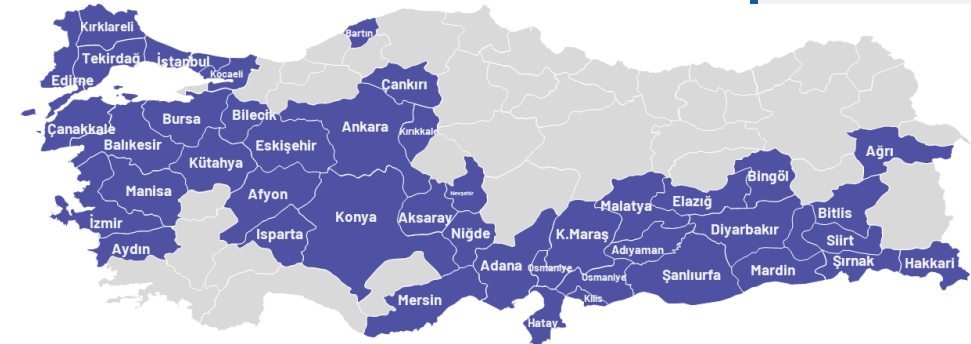 Kırklareli
Bartın
Tekirdağ
İstanbul
Kocaeli
Edirne
Çankırı
Çanakkale
Bursa
Bilecik
Ankara
Kırıkkale
Balıkesir
Eskişehir
Kütahya
Ağrı
Manisa
Afyon
Nevşehir
Bingöl
Malatya
Elazığ
İzmir
Konya
Aksaray
Bitlis
Aydın
Isparta
Niğde
K.Maraş
Diyarbakır
Siirt
Adıyaman
Adana
Osmaniye
Osmaniye
Şanlıurfa
Mardin
Şırnak
Hakkari
Mersin
Kilis
Hatay